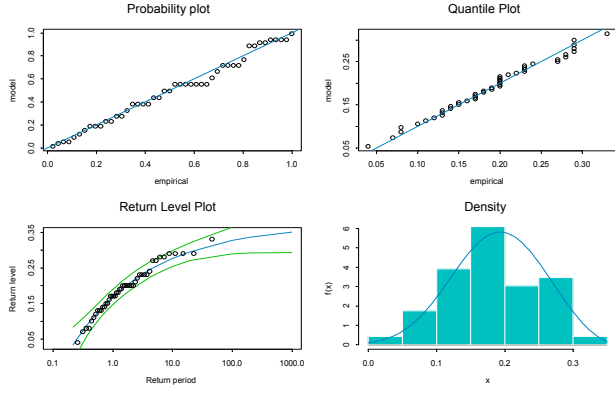 Probability plot
model
0.0 0.2 0.4 0.6 0.8 1.0
0.0 0.2 0.4 0.6 0.8 1.0
empirical
Quantile Plot
model
0.05 0.15 0.25
0.05 0.10 0.15 0.20 0.25 0.30
empirical
Return Level Plot
Return level
0.05 0.15 0.25 0.35
0.1 1.0 10.0 100.0 1000.0
Return period
Density
f(x)
0 1 2 3 4 5 6
0.0 0.1 0.2 0.3
x